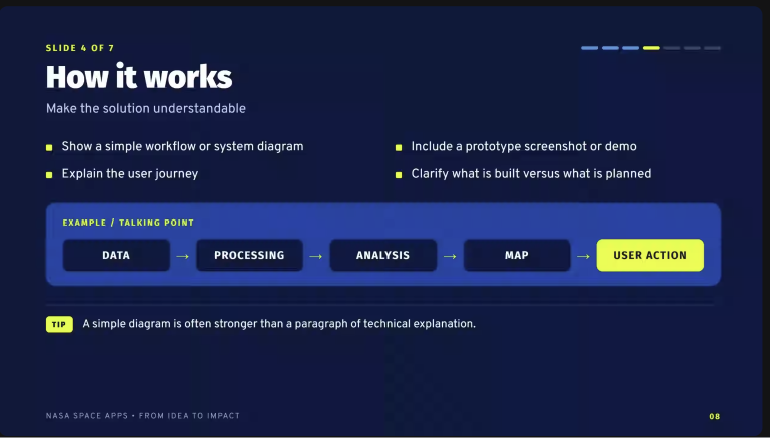 SLIDE 4 OF 7
How it works
Make the solution understandable
Show a simple workflow or system diagram
Explain the user journey
Include a prototype screenshot or demo
Clarify what is built versus what is planned
EXAMPLE / TALKING POINT
DATA → PROCESSING → ANALYSIS → MAP → USER ACTION
TIP A simple diagram is often stronger than a paragraph of technical explanation.
NASA SPACE APPS • FROM IDEA TO IMPACT
08